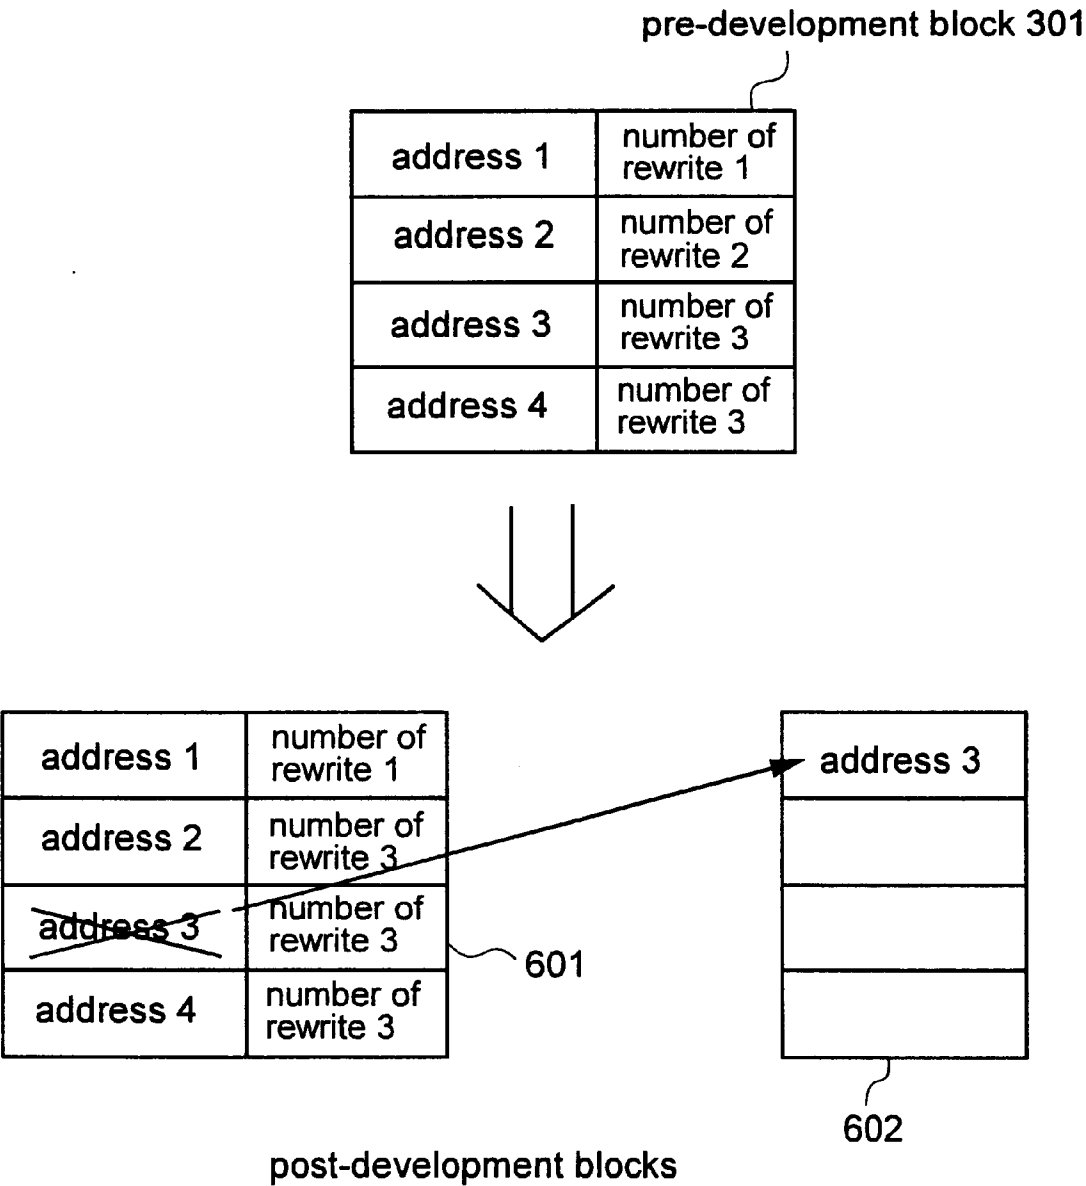 pre-development block 301
address 1
number of
rewrite 1
address 2
number of
rewrite 2
address 3
number of
rewrite 3
address 4
number of
rewrite 3
address 1
number of
rewrite 1
address 2
number of
rewrite 3
address 3
number of
rewrite 3
address 4
number of
rewrite 3
601
address 3
602
post-development blocks